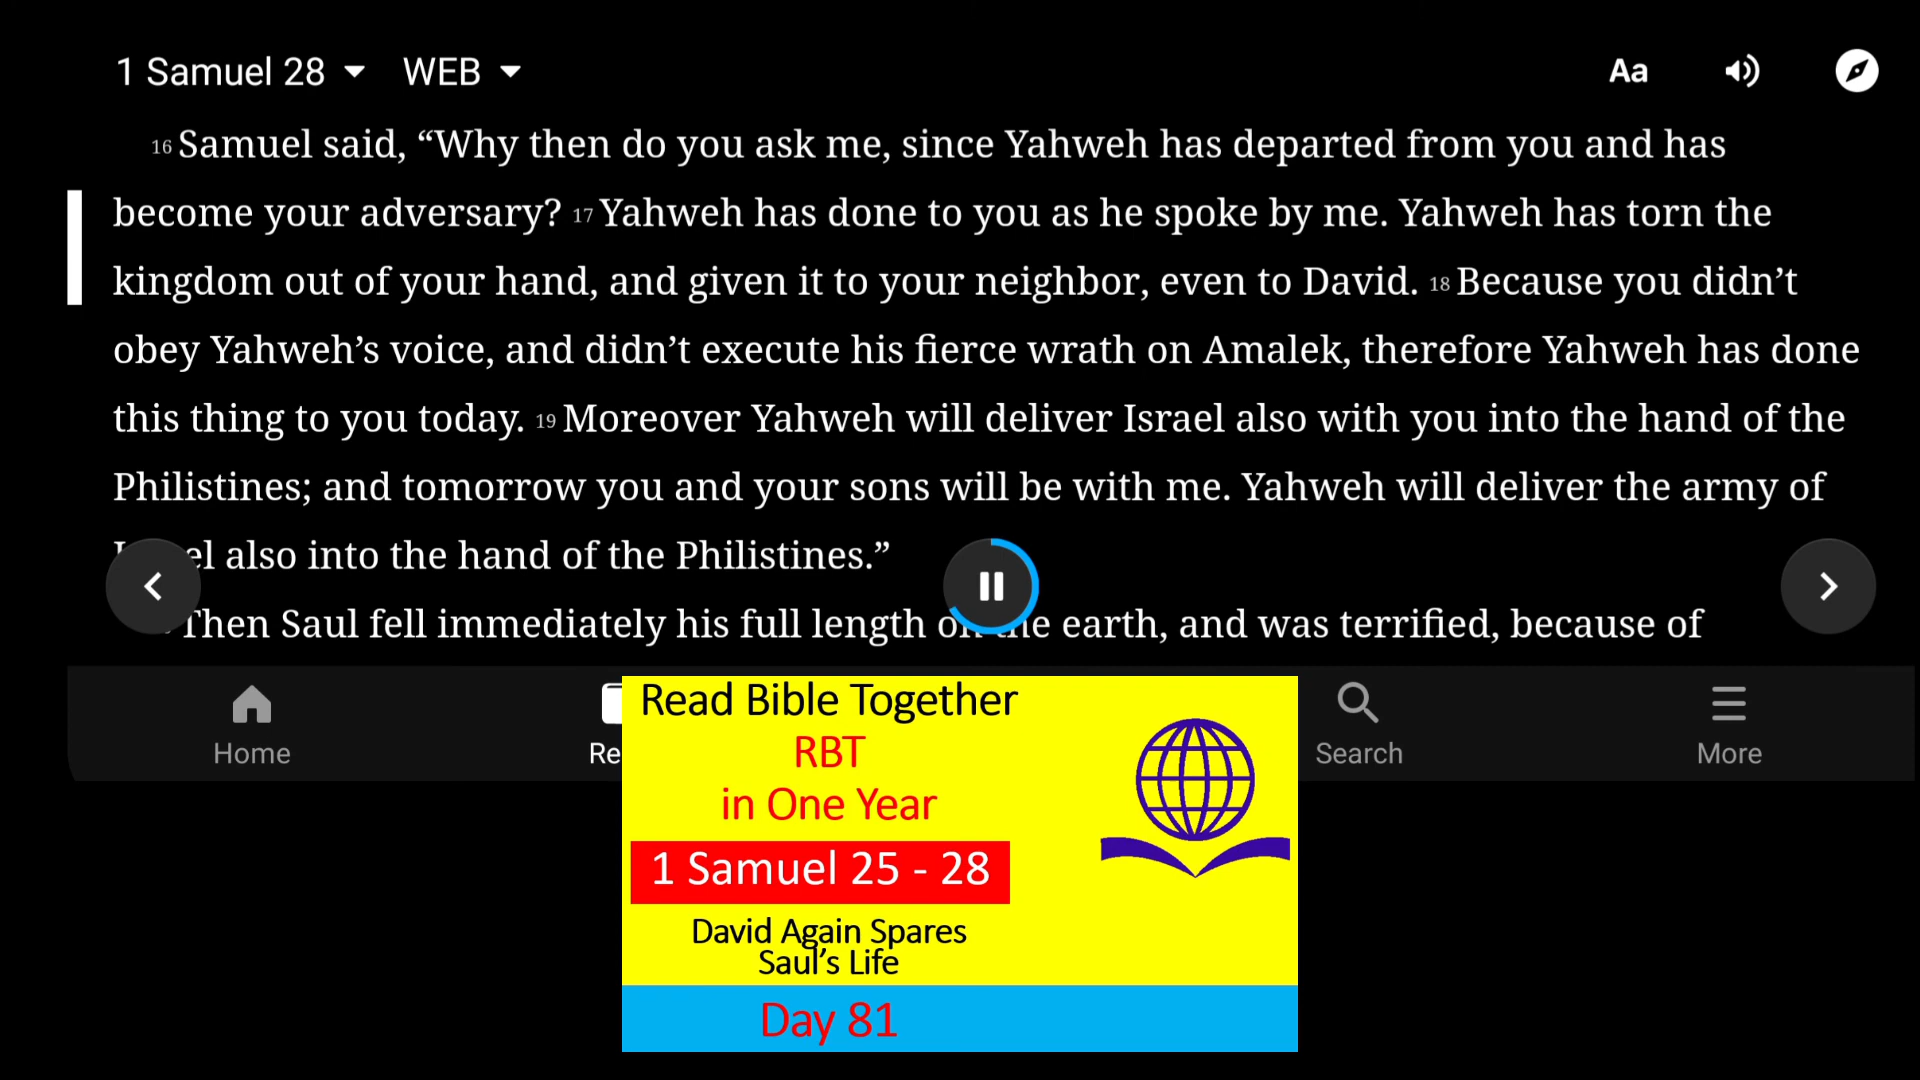 1 Samuel 28 WEB Aa
16 Samuel said, “Why then do you ask me, since Yahweh has departed from you and has
become your adversary? 17 Yahweh has done to you as he spoke by me. Yahweh has torn the
kingdom out of your hand, and given it to your neighbor, even to David. 18 Because you didn’t
obey Yahweh’s voice, and didn’t execute his fierce wrath on Amalek, therefore Yahweh has done
this thing to you today. 19 Moreover Yahweh will deliver Israel also with you into the hand of the
Philistines; and tomorrow you and your sons will be with me. Yahweh will deliver the army of
also into the hand of the Philistines.”
Then Saul fell immediately his full length on the earth, and was terrified, because of
Home Search More
Read Bible Together
RBT
in One Year
1 Samuel 25 - 28
David Again Spares
Saul’s Life
Day 81